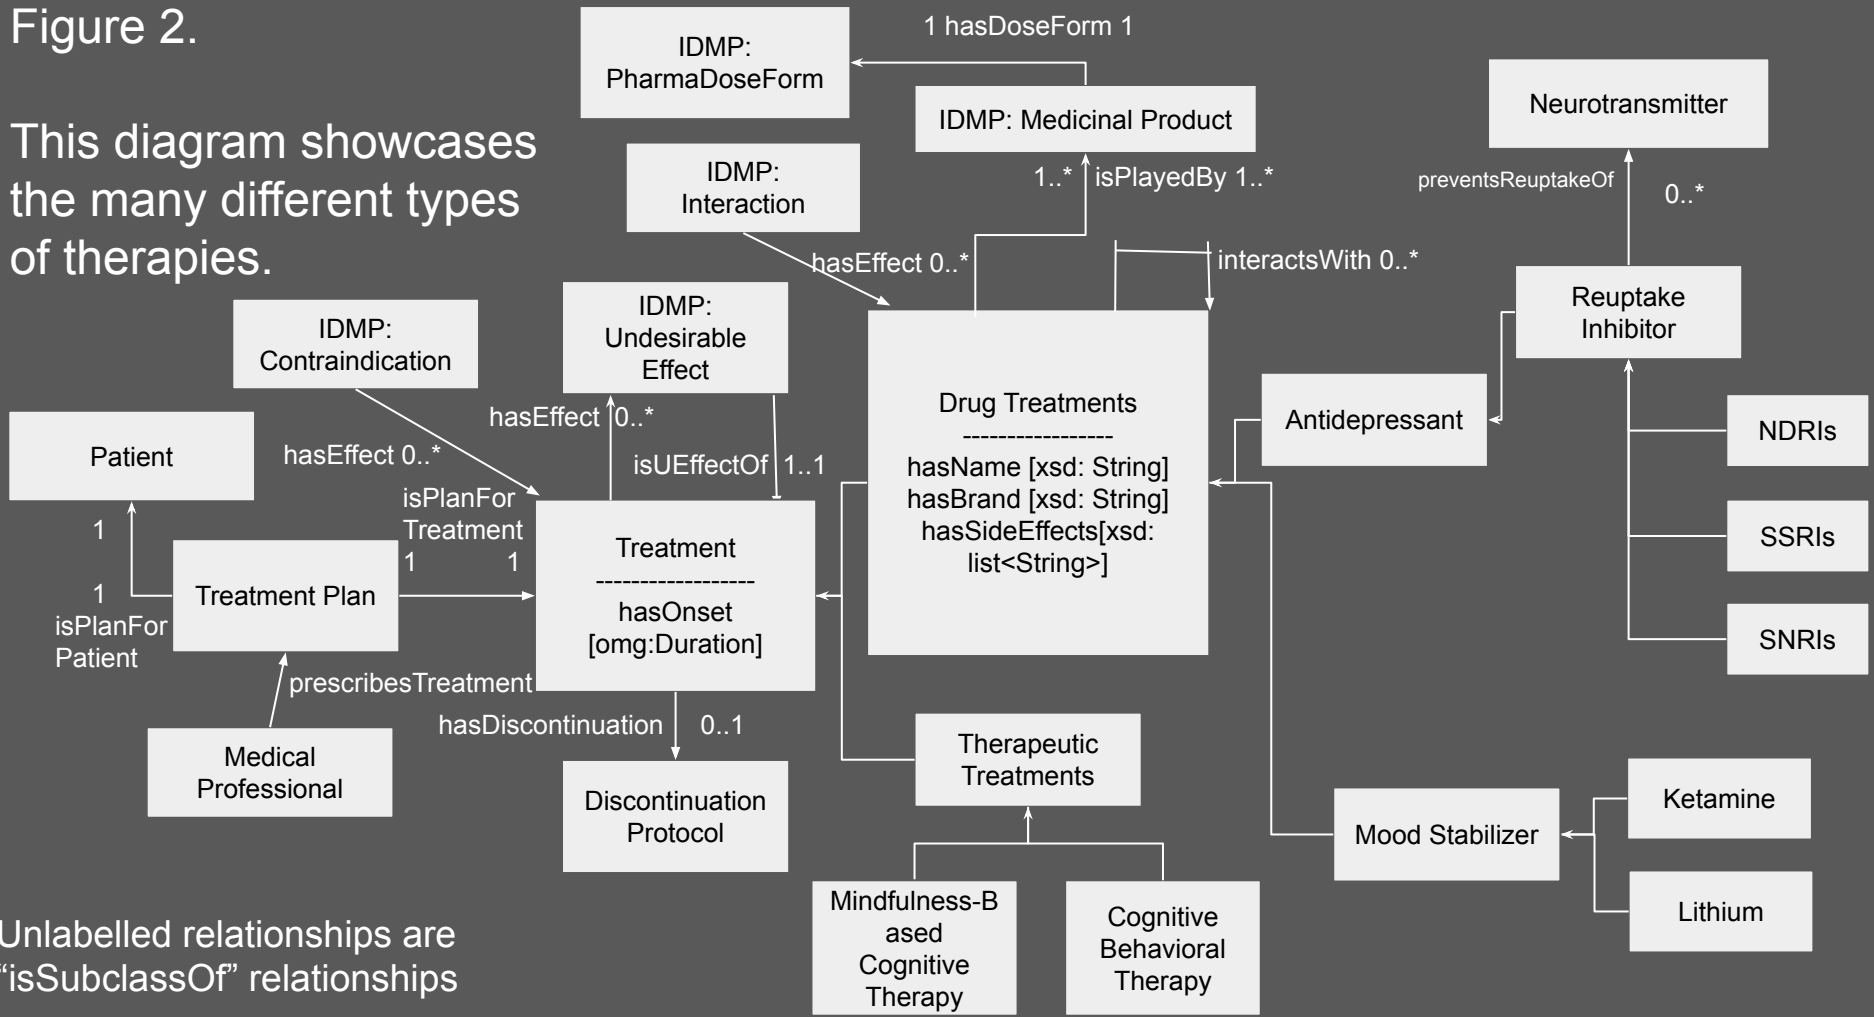 Figure 2.
This diagram showcases
the many different types
of therapies.
IDMP:
PharmaDoseForm
1 hasDoseForm 1
IDMP: Medicinal Product
Neurotransmitter
IDMP:
Interaction
1..* isPlayedBy 1..*
preventsReuptakeOf 0..*
hasEffect 0..*
interactsWith 0..*
IDMP:
Contraindication
IDMP:
Undesirable
Effect
Reuptake
Inhibitor
Drug Treatments
-----------------
hasName [xsd: String]
hasBrand [xsd: String]
hasSideEffects[xsd:
list<String>]
Antidepressant
NDRIs
SSRIs
SNRIs
Patient
hasEffect 0..*
hasEffect 0..*
isUEffectOf 1..1
isPlanFor
Treatment
1 1
Treatment
------------------
hasOnset
[omg:Duration]
1
1
isPlanFor
Patient
Treatment Plan
prescribesTreatment
hasDiscontinuation 0..1
Medical
Professional
Discontinuation
Protocol
Therapeutic
Treatments
Mood Stabilizer
Ketamine
Lithium
Mindfulness-B
ased
Cognitive
Therapy
Cognitive
Behavioral
Therapy
Unlabelled relationships are
“isSubclassOf” relationships